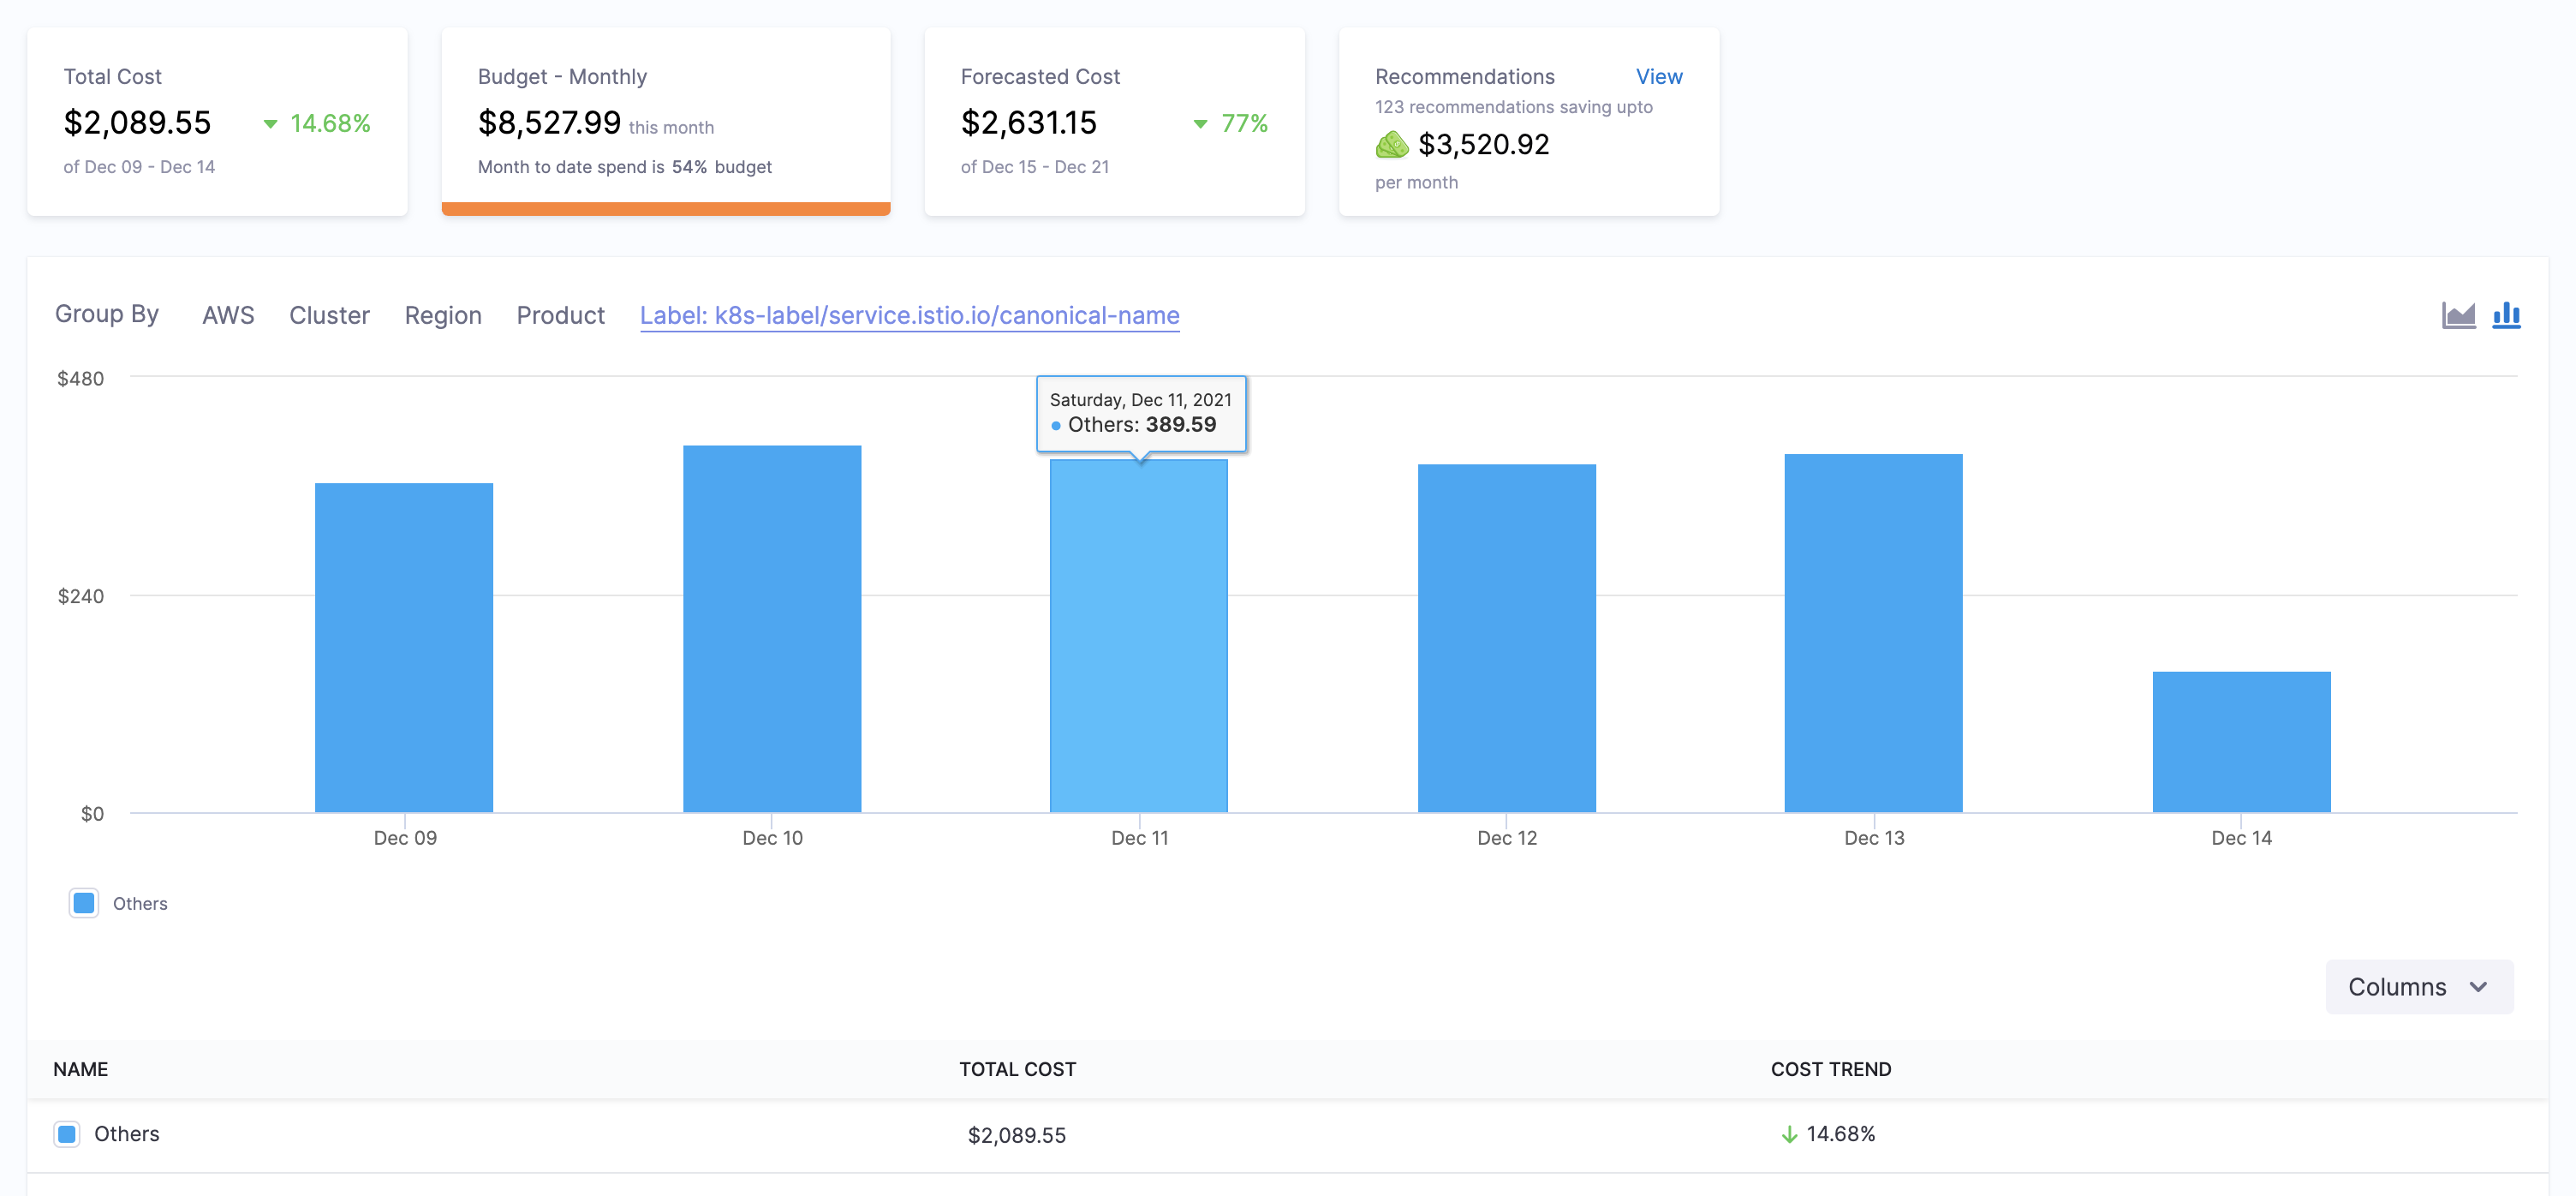 Total Cost
$2,089.55 14.68%
of Dec 09 - Dec 14
Budget - Monthly
$8,527.99 this month
Month to date spend is 54% budget
Forecasted Cost
$2,631.15 77%
of Dec 15 - Dec 21
Recommendations View
123 recommendations saving upto
$3,520.92
per month
Group By AWS Cluster Region Product Label: k8s-label/service.istio.io/canonical-name
$480
$240
$0
Saturday, Dec 11, 2021
Others: 389.59
Dec 09 Dec 10 Dec 11 Dec 12 Dec 13 Dec 14
Others
Columns
NAME TOTAL COST COST TREND
Others $2,089.55 14.68%